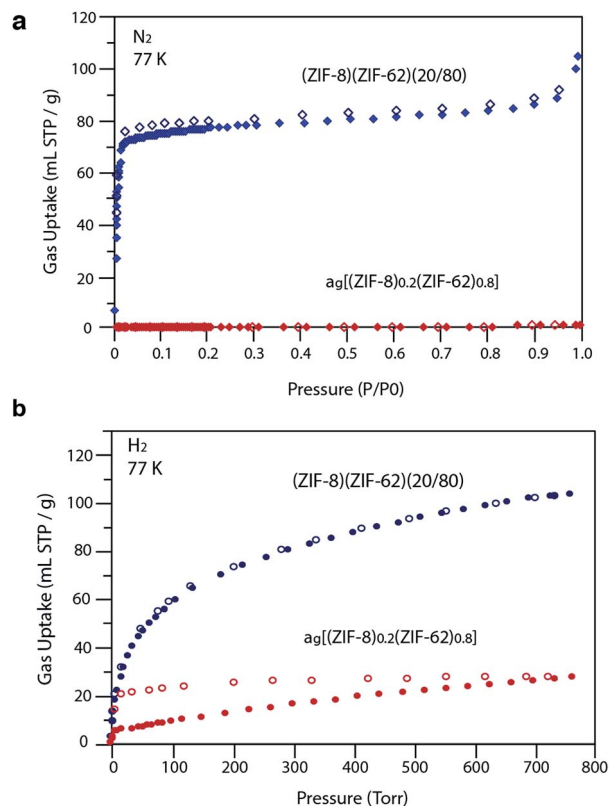 a
N2
77 K
(ZIF-8)(ZIF-62)(20/80)
ag[(ZIF-8)0.2(ZIF-62)0.8]
Gas Uptake (mL STP / g)
120
100
80
60
40
20
0
0 0.1 0.2 0.3 0.4 0.5 0.6 0.7 0.8 0.9 1.0
Pressure (P/P0)
b
H2
77 K
(ZIF-8)(ZIF-62)(20/80)
ag[(ZIF-8)0.2(ZIF-62)0.8]
Gas Uptake (mL STP / g)
120
100
80
60
40
20
0
0 100 200 300 400 500 600 700 800
Pressure (Torr)